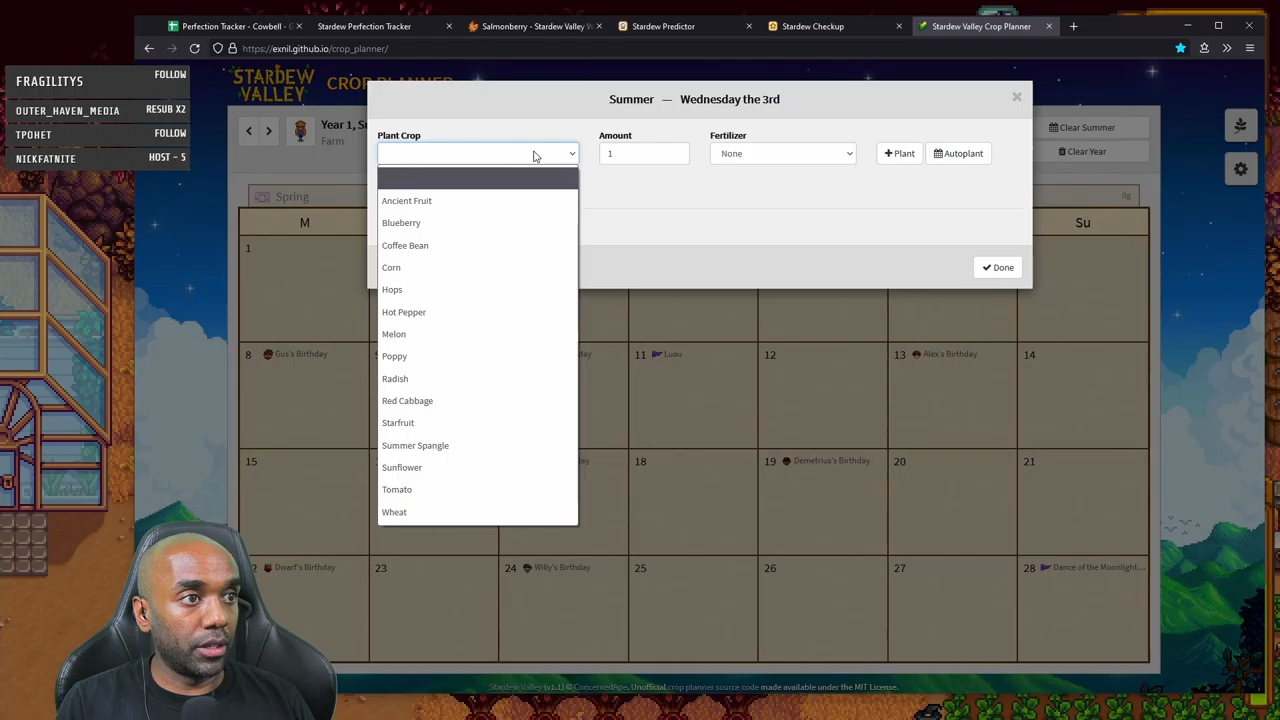 Perfection Tracker - Cowbell - G
Stardew Perfection Tracker
Salmonberry - Stardew Valley W
Stardew Predictor
Stardew Checkup
Stardew Valley Crop Planner
https://exnil.github.io/crop_planner/
FRAGILITYS FOLLOW
OUTER_HAVEN_MEDIA RESUB X2
TPOHET FOLLOW
NICKFATNITE HOST - 5
STARDEW VALLEY CROP PLANNER
Summer — Wednesday the 3rd
Year 1, Su
Farm
Plant Crop Amount Fertilizer
1 None Plant Autoplant
Clear Summer
Clear Year
Ancient Fruit
Blueberry
Coffee Bean
Corn
Hops
Hot Pepper
Melon
Poppy
Radish
Red Cabbage
Starfruit
Summer Spangle
Sunflower
Tomato
Wheat
Done
Spring 0g
M Su
1
8 Gus's Birthday 11 Luau 12 13 Alex's Birthday 14
15 18 19 Demetrius's Birthday 20 21
2 Dwarf's Birthday 23 24 Willy's Birthday 25 26 27 28 Dance of the Moonlight...
Stardew Valley (v1.1) © ConcernedApe. Unofficial crop planner source code made available under the MIT License.